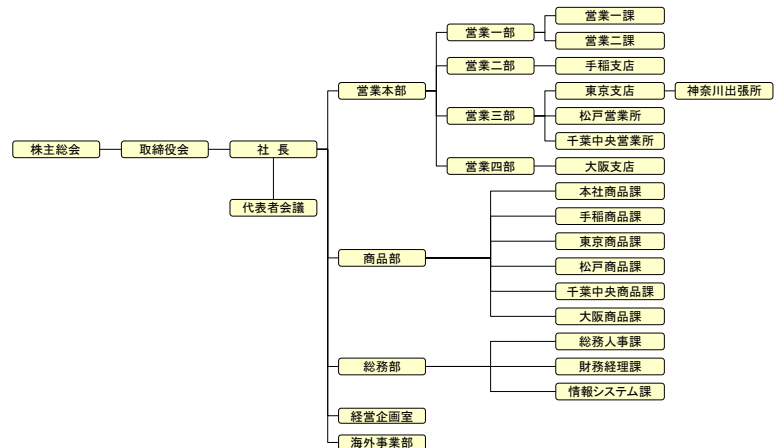 株主総会
取締役会
社 長
代表者会議
営業本部
営業一部
営業一課
営業二課
営業二部
手稲支店
営業三部
東京支店
神奈川出張所
松戸営業所
千葉中央営業所
営業四部
大阪支店
商品部
本社商品課
手稲商品課
東京商品課
松戸商品課
千葉中央商品課
大阪商品課
総務部
総務人事課
財務経理課
情報システム課
経営企画室
海外事業部